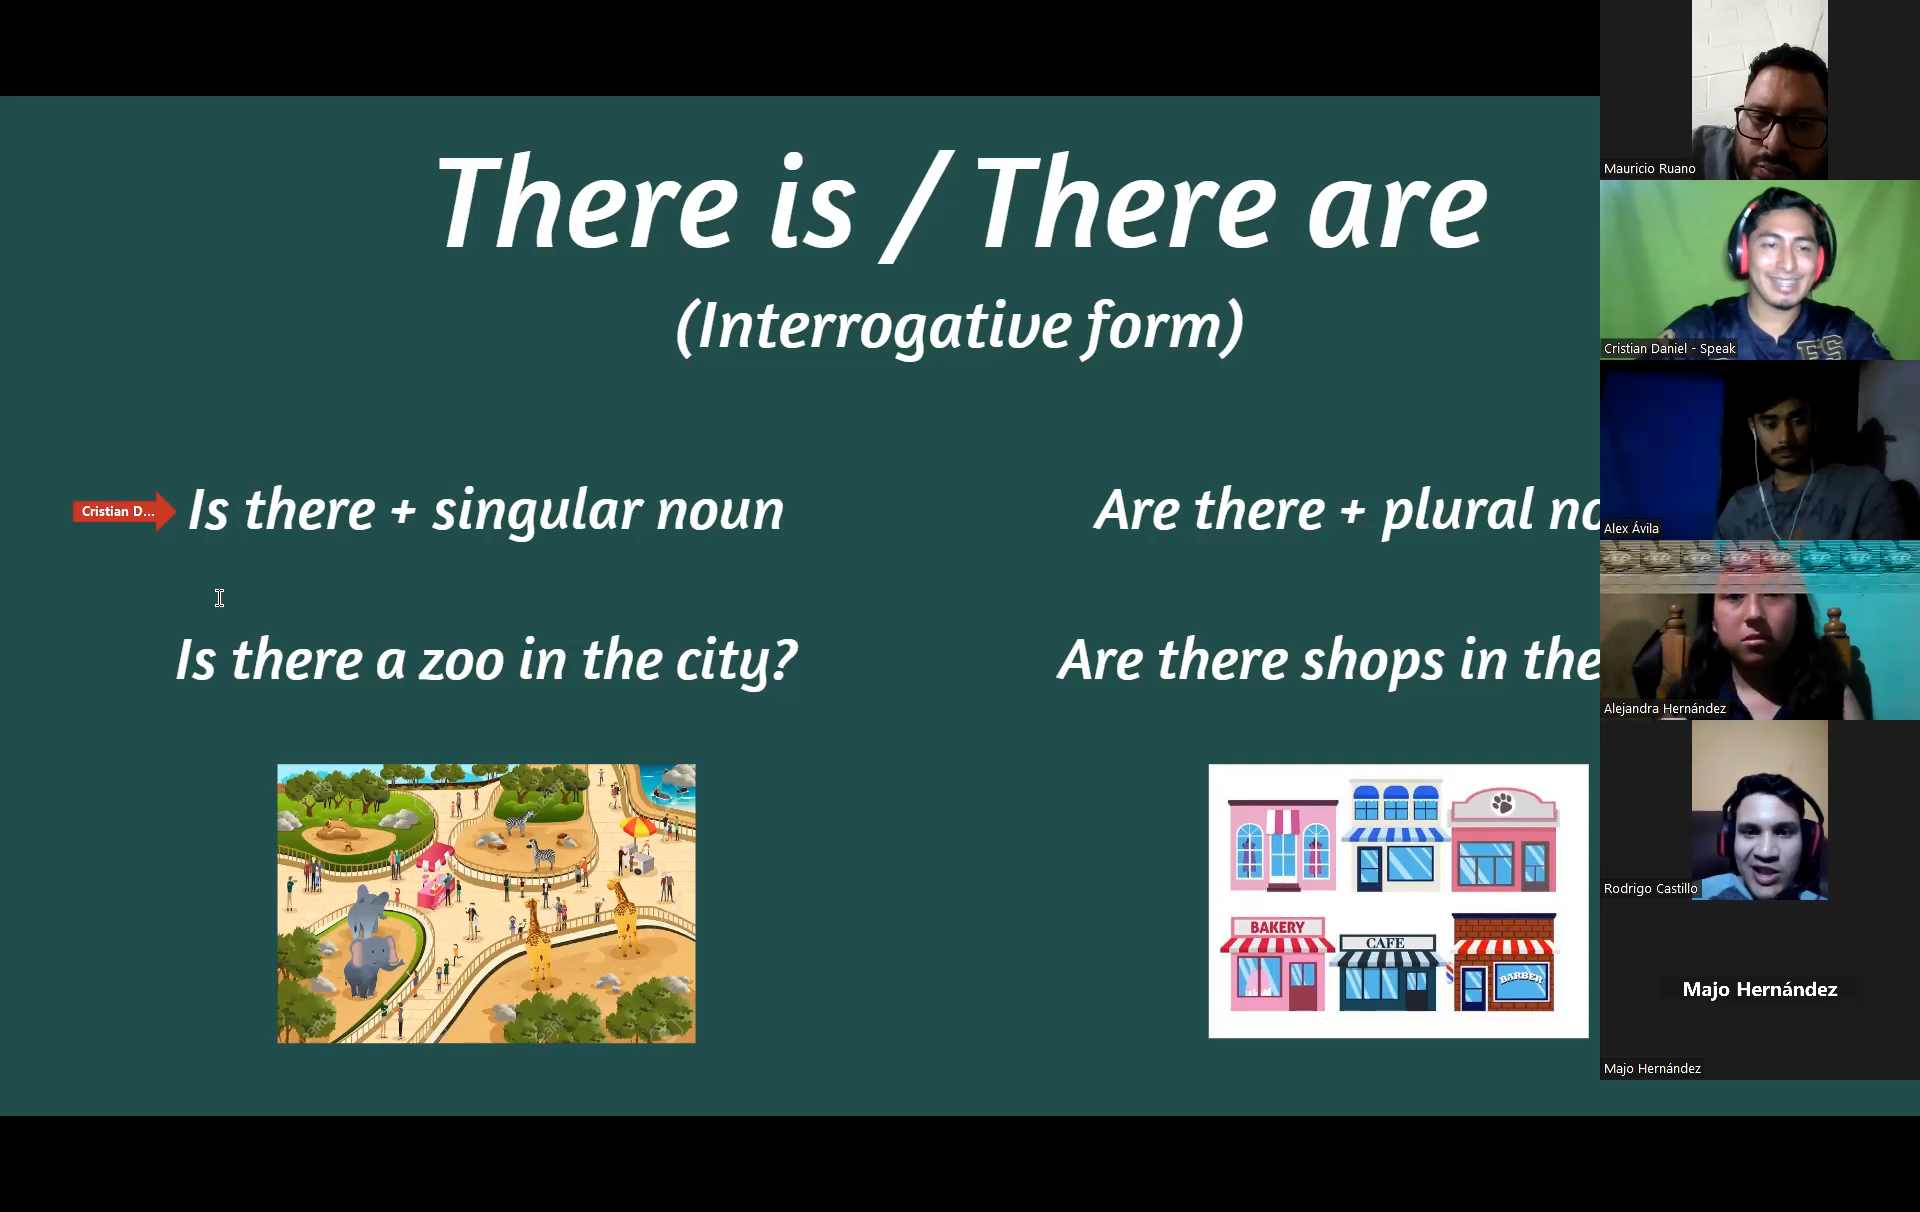 There is / There are
(Interrogative form)
Cristian D...
Is there + singular noun
Are there + plural no
Is there a zoo in the city?
Are there shops in the
BAKERY
CAFE
BARBER
Mauricio Ruano
Cristian Daniel - Speak
ES
Alex Ávila
Alejandra Hernández
Rodrigo Castillo
Majo Hernández
Majo Hernández